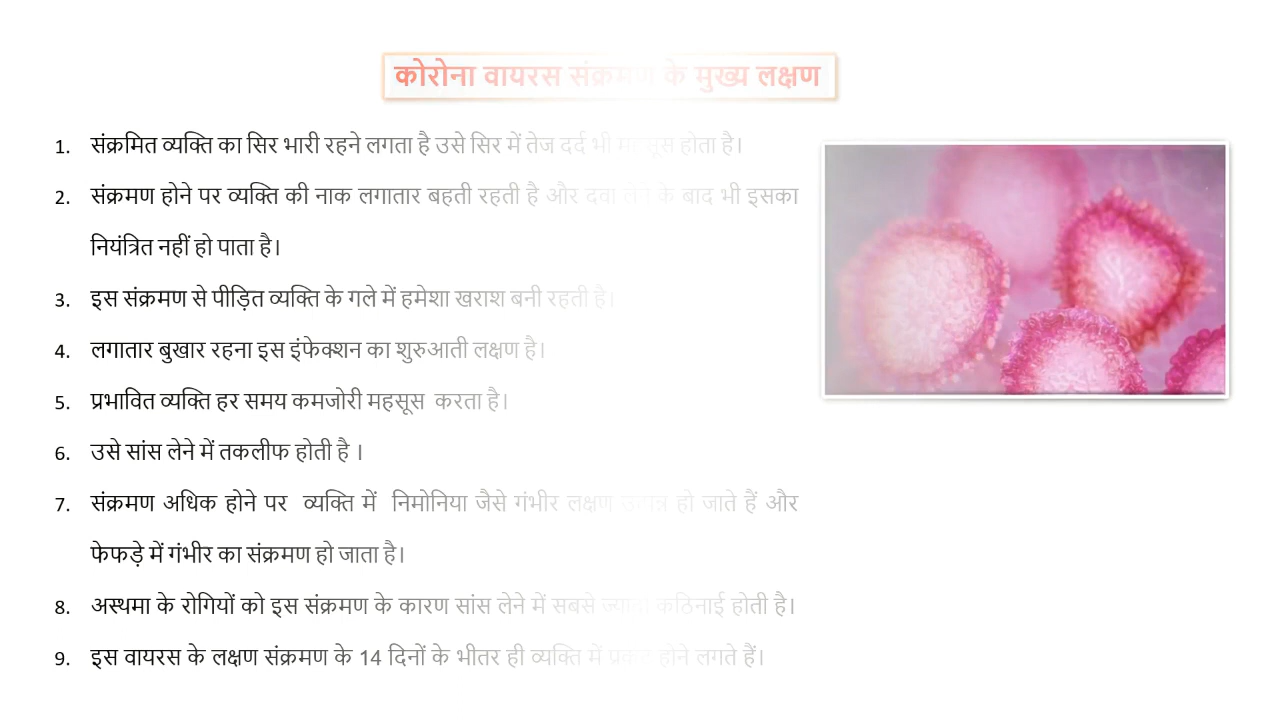 कोरोना वायरस संक्रमण के मुख्य लक्षण
1. संक्रमित व्यक्ति का सिर भारी रहने लगता है उसे सिर में तेज दर्द भी महसूस होता है।
2. संक्रमण होने पर व्यक्ति की नाक लगातार बहती रहती है और दवा लेने के बाद भी इसका
नियंत्रित नहीं हो पाता है।
3. इस संक्रमण से पीड़ित व्यक्ति के गले में हमेशा खराश बनी रहती है।
4. लगातार बुखार रहना इस इंफेक्शन का शुरुआती लक्षण है।
5. प्रभावित व्यक्ति हर समय कमजोरी महसूस करता है।
6. उसे सांस लेने में तकलीफ होती है ।
7. संक्रमण अधिक होने पर व्यक्ति में निमोनिया जैसे गंभीर लक्षण उत्पन्न हो जाते हैं और
फेफड़े में गंभीर का संक्रमण हो जाता है।
8. अस्थमा के रोगियों को इस संक्रमण के कारण सांस लेने में सबसे ज्यादा कठिनाई होती है।
9. इस वायरस के लक्षण संक्रमण के 14 दिनों के भीतर ही व्यक्ति में प्रकट होने लगते हैं।